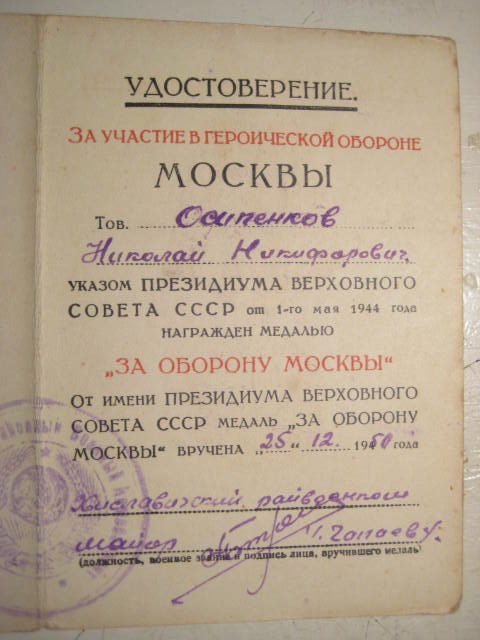 УДОСТОВЕРЕНИЕ.
ЗА УЧАСТИЕ В ГЕРОИЧЕСКОЙ ОБОРОНЕ
МОСКВЫ
Тов. Осипенков
Николай Никифорович
УКАЗОМ ПРЕЗИДИУМА ВЕРХОВНОГО
СОВЕТА СССР от 1-го мая 1944 года
НАГРАЖДЕН МЕДАЛЬЮ
„ЗА ОБОРОНУ МОСКВЫ“
ОТ ИМЕНИ ПРЕЗИДИУМА ВЕРХОВНОГО
СОВЕТА СССР МЕДАЛЬ „ЗА ОБОРОНУ
МОСКВЫ“ ВРУЧЕНА „25“ 12. 1950 года
Хиславичский райвоенком
майор
(должность, военное звание и подпись лица, вручившего медаль)